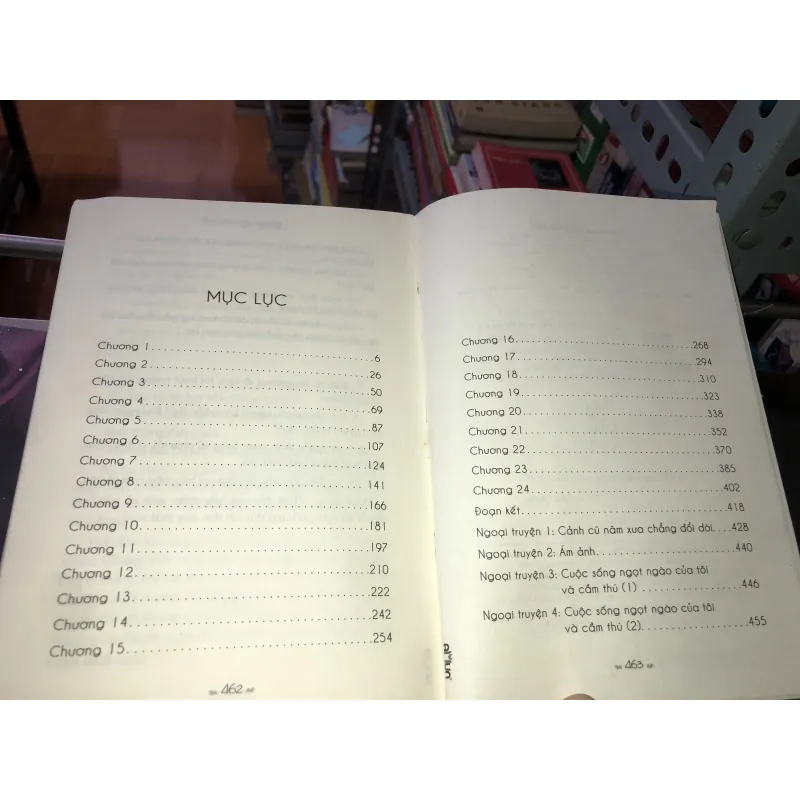 MỤC LỤC
Chương 1. . . . . . . . . . . . . . . . . . . . . . . . . . . . . . . . 6
Chương 2 . . . . . . . . . . . . . . . . . . . . . . . . . . . . . . . 26
Chương 3 . . . . . . . . . . . . . . . . . . . . . . . . . . . . . . . 50
Chương 4 . . . . . . . . . . . . . . . . . . . . . . . . . . . . . . . 69
Chương 5 . . . . . . . . . . . . . . . . . . . . . . . . . . . . . . . 87
Chương 6 . . . . . . . . . . . . . . . . . . . . . . . . . . . . . . . 107
Chương 7 . . . . . . . . . . . . . . . . . . . . . . . . . . . . . . . 124
Chương 8 . . . . . . . . . . . . . . . . . . . . . . . . . . . . . . . 141
Chương 9 . . . . . . . . . . . . . . . . . . . . . . . . . . . . . . . 166
Chương 10. . . . . . . . . . . . . . . . . . . . . . . . . . . . . . . 181
Chương 11. . . . . . . . . . . . . . . . . . . . . . . . . . . . . . . 197
Chương 12. . . . . . . . . . . . . . . . . . . . . . . . . . . . . . . 210
Chương 13. . . . . . . . . . . . . . . . . . . . . . . . . . . . . . . 222
Chương 14. . . . . . . . . . . . . . . . . . . . . . . . . . . . . . . 242
Chương 15. . . . . . . . . . . . . . . . . . . . . . . . . . . . . . . 254
462
Chương 16. . . . . . . . . . . . . . . . . . . . . . . . . . . . . . . 268
Chương 17. . . . . . . . . . . . . . . . . . . . . . . . . . . . . . . 294
Chương 18. . . . . . . . . . . . . . . . . . . . . . . . . . . . . . . 310
Chương 19. . . . . . . . . . . . . . . . . . . . . . . . . . . . . . . 323
Chương 20. . . . . . . . . . . . . . . . . . . . . . . . . . . . . . . 338
Chương 21. . . . . . . . . . . . . . . . . . . . . . . . . . . . . . . 352
Chương 22. . . . . . . . . . . . . . . . . . . . . . . . . . . . . . . 370
Chương 23. . . . . . . . . . . . . . . . . . . . . . . . . . . . . . . 385
Chương 24. . . . . . . . . . . . . . . . . . . . . . . . . . . . . . . 402
Đoạn kết. . . . . . . . . . . . . . . . . . . . . . . . . . . . . . . . 418
Ngoại truyện 1: Cảnh cũ năm xưa chẳng đổi dời. . . .428
Ngoại truyện 2: Ám ảnh. . . . . . . . . . . . . . . . . . . . . 440
Ngoại truyện 3: Cuộc sống ngọt ngào của tôi
và cầm thú (1) . . . . . . . . . . . . . . . . 446
Ngoại truyện 4: Cuộc sống ngọt ngào của tôi
và cầm thú (2). . . . . . . . . . . . . . . . .455
463